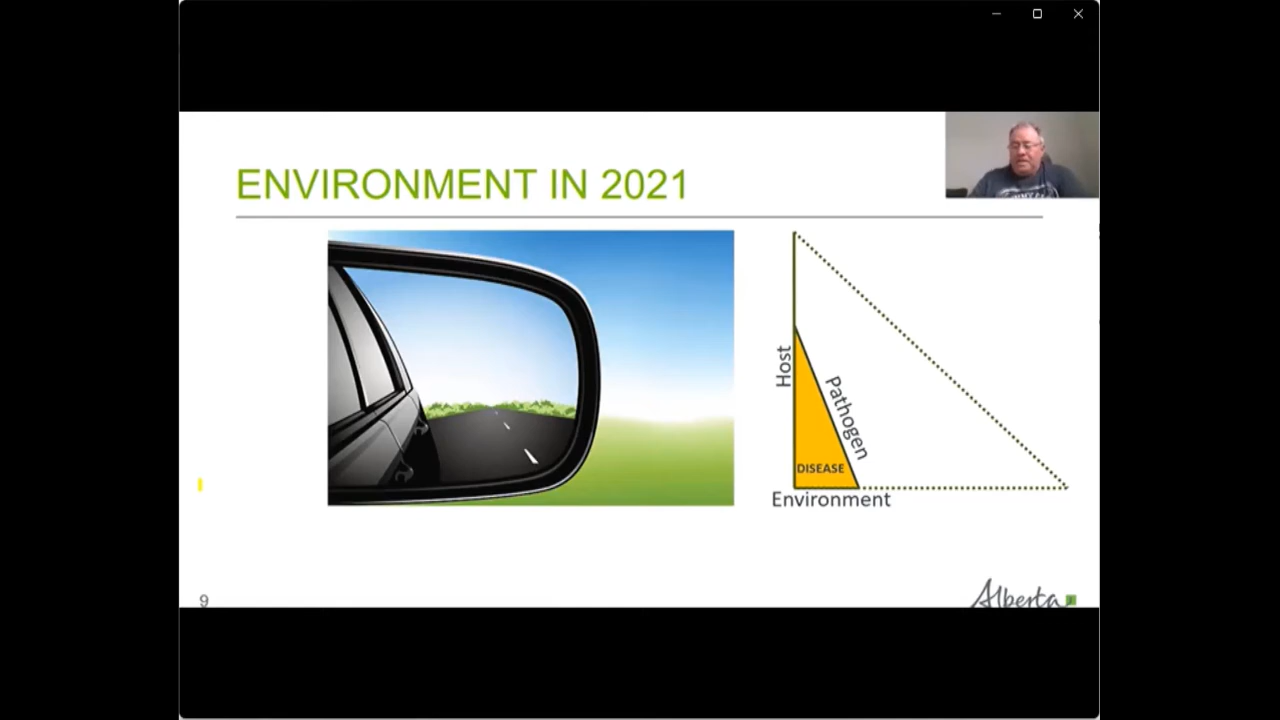 ENVIRONMENT IN 2021
Host
Pathogen
DISEASE
Environment
9
Alberta